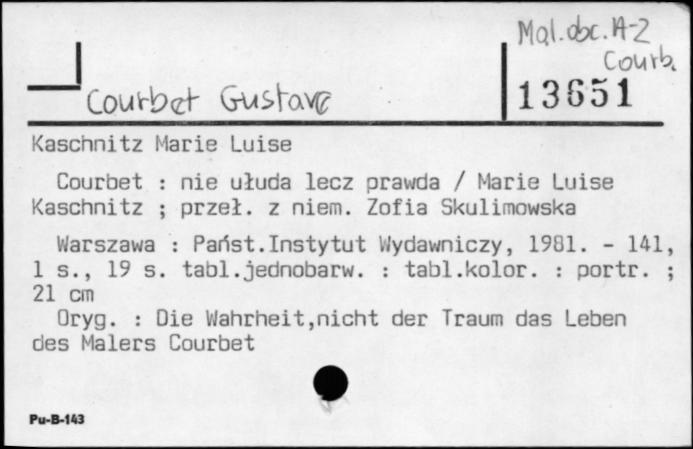 Mal.obc. A-Z
Courb.
Courbet Gustave
13651
Kaschnitz Marie Luise
Courbet : nie ułuda lecz prawda / Marie Luise
Kaschnitz ; przeł. z niem. Zofia Skulimowska
Warszawa : Państ.Instytut Wydawniczy, 1981. - 141,
1 s., 19 s. tabl.jednobarw. : tabl.kolor. : portr. ;
21 cm
Oryg. : Die Wahrheit,nicht der Traum das Leben
des Malers Courbet
Pu-B-143